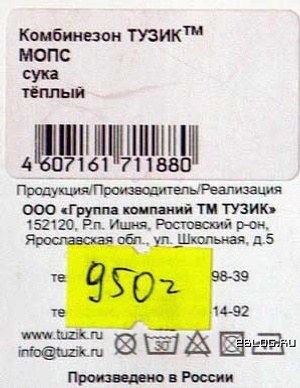 Комбинезон ТУЗИК™
МОПС
сука
тёплый
4 607161 711880
Продукция/Производитель/Реализация
ООО «Группа компаний ТМ ТУЗИК»
152120, Р.п. Ишня, Ростовский р-он,
Ярославская обл., ул. Школьная, д.5
98-39
950
14-92
www.tuzik.ru
info@tuzik.ru
30
Произведено в России